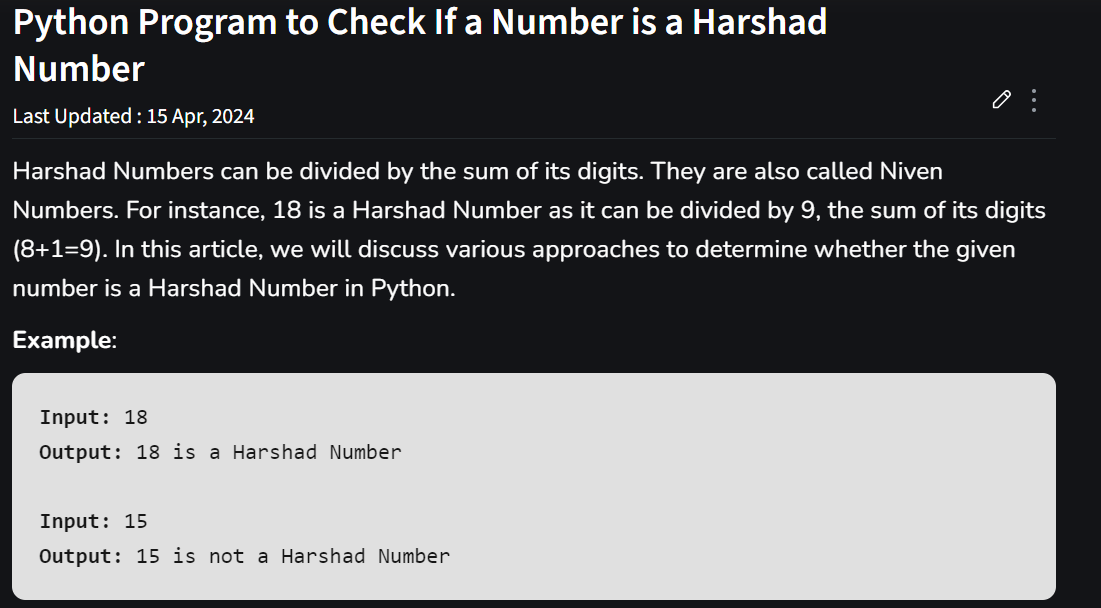 Python Program to Check If a Number is a Harshad
Number
Last Updated : 15 Apr, 2024
Harshad Numbers can be divided by the sum of its digits. They are also called Niven
Numbers. For instance, 18 is a Harshad Number as it can be divided by 9, the sum of its digits
(8+1=9). In this article, we will discuss various approaches to determine whether the given
number is a Harshad Number in Python.
Example:
Input: 18
Output: 18 is a Harshad Number
Input: 15
Output: 15 is not a Harshad Number